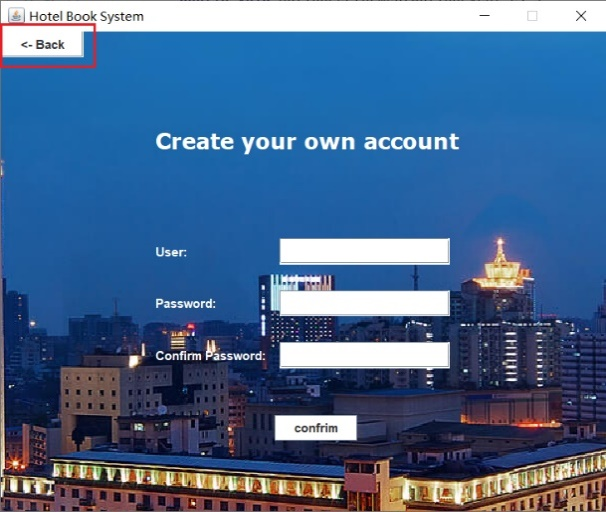 Hotel Book System
<- Back
Create your own account
User:
Password:
Confirm Password:
confrim